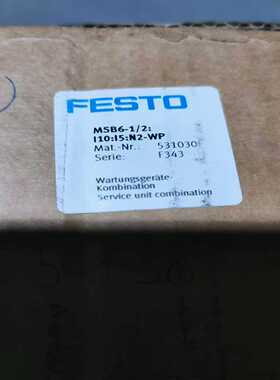 FESTO
MSB6-1/2:
I10:I5:N2-WP
Mat.-Nr.: 531030
Serie: F343
Wartungsgeräte-
Kombination
Service unit combination